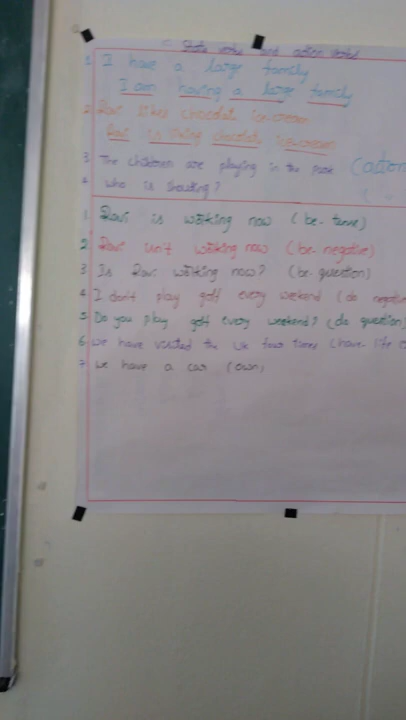 State verbs and action verbs
1. I have a large family
I am having a large family
2. Ravi likes chocolate ice-cream
Ravi is liking chocolate ice-cream
3 The children are playing in the park (action
4. Who is shouting?
1. Ravi is working now (be- tense)
2 Ravi isn't working now (be- negative)
3 Is Ravi working now? (be- question)
4 I don't play golf every weekend (do negative
5 Do you play golf every weekend? (do question)
6 We have visited the UK four times (have- life
7 We have a car (own)